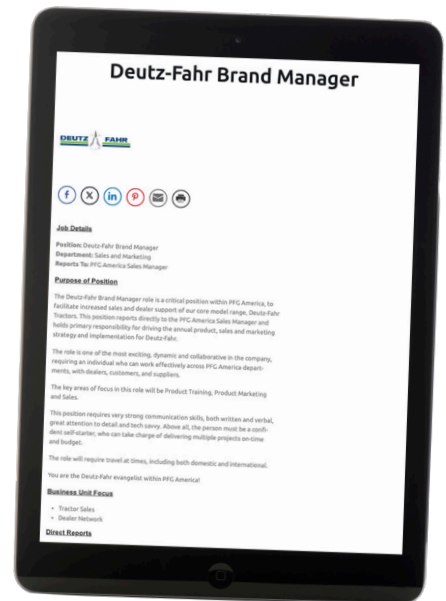 Deutz-Fahr Brand Manager
DEUTZ FAHR
Job Details
Position: Deutz-Fahr Brand Manager
Department: Sales and Marketing
Reports To: PFG America Sales Manager
Purpose of Position
The Deutz-Fahr Brand Manager role is a critical position within PFG America, to
facilitate increased sales and dealer support of our core model range, Deutz-Fahr
Tractors. This position reports directly to the PFG America Sales Manager and
holds primary responsibility for driving the annual product, sales and marketing
strategy and implementation for Deutz-Fahr.
The role is one of the most exciting, dynamic and collaborative in the company,
requiring an individual who can work effectively across PFG America depart-
ments, with dealers, customers, and suppliers.
The key areas of focus in this role will be Product Training, Product Marketing
and Sales.
This position requires very strong communication skills, both written and verbal,
great attention to detail and tech savvy. Above all, the person must be a confi-
dent self-starter, who can take charge of delivering multiple projects on-time
and budget.
The role will require travel at times, including both domestic and international.
You are the Deutz-Fahr evangelist within PFG America!
Business Unit Focus
• Tractor Sales
• Dealer Network
Direct Reports